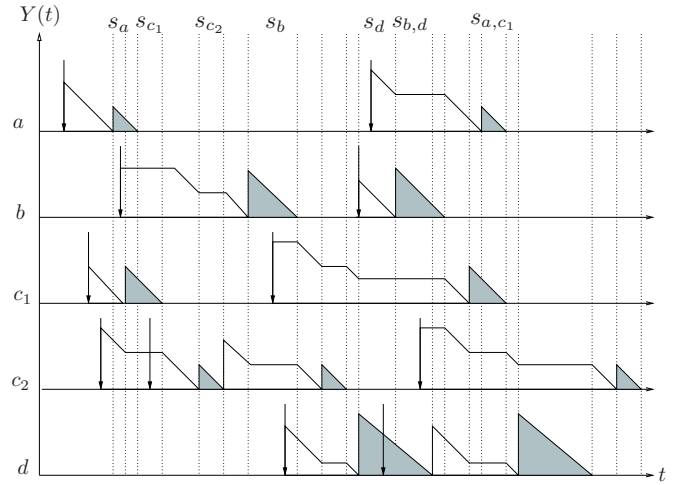 Y(t)
s_a s_{c_1} s_{c_2} s_b s_d s_{b,d} s_{a,c_1}
a
b
c_1
c_2
d
t